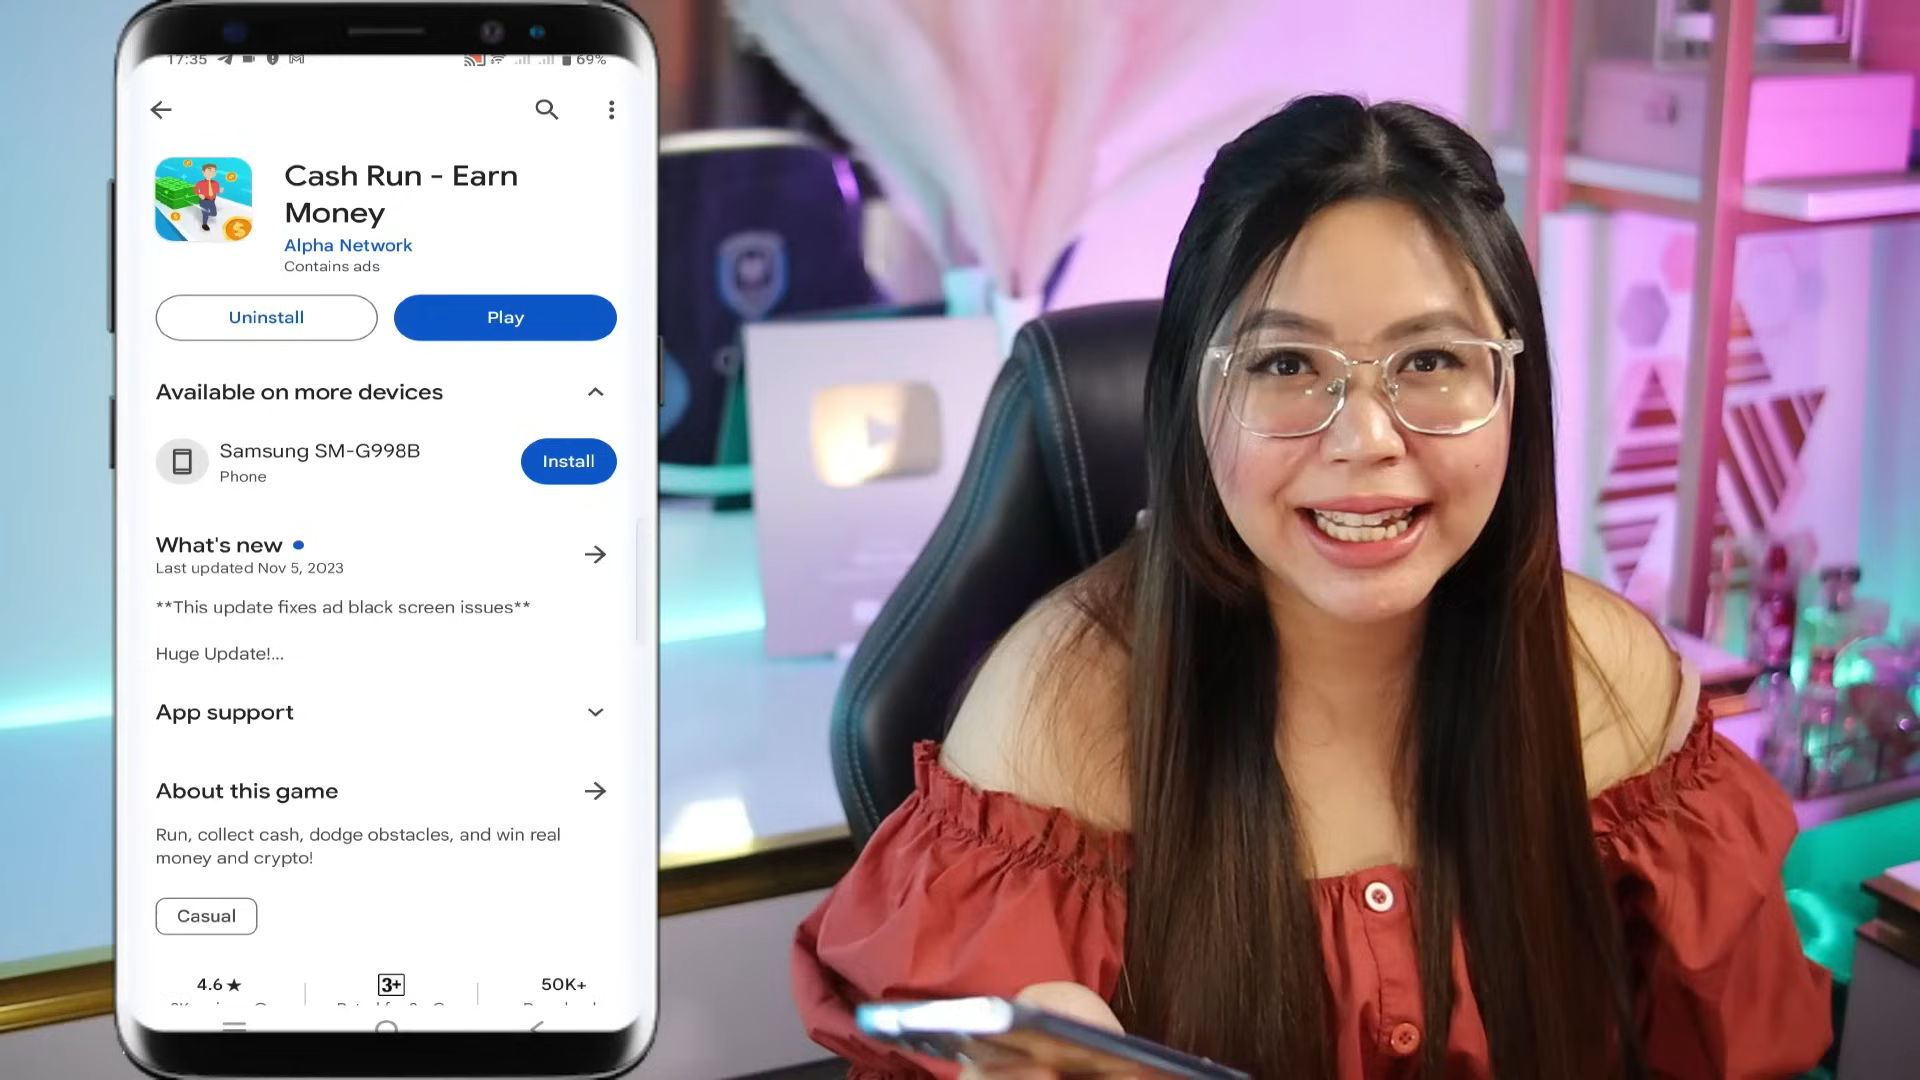 17:35
69%
Cash Run - Earn
Money
Alpha Network
Contains ads
Uninstall
Play
Available on more devices
Samsung SM-G998B
Phone
Install
What's new
Last updated Nov 5, 2023
**This update fixes ad black screen issues**
Huge Update!...
App support
About this game
Run, collect cash, dodge obstacles, and win real
money and crypto!
Casual
4.6★
3+
50K+